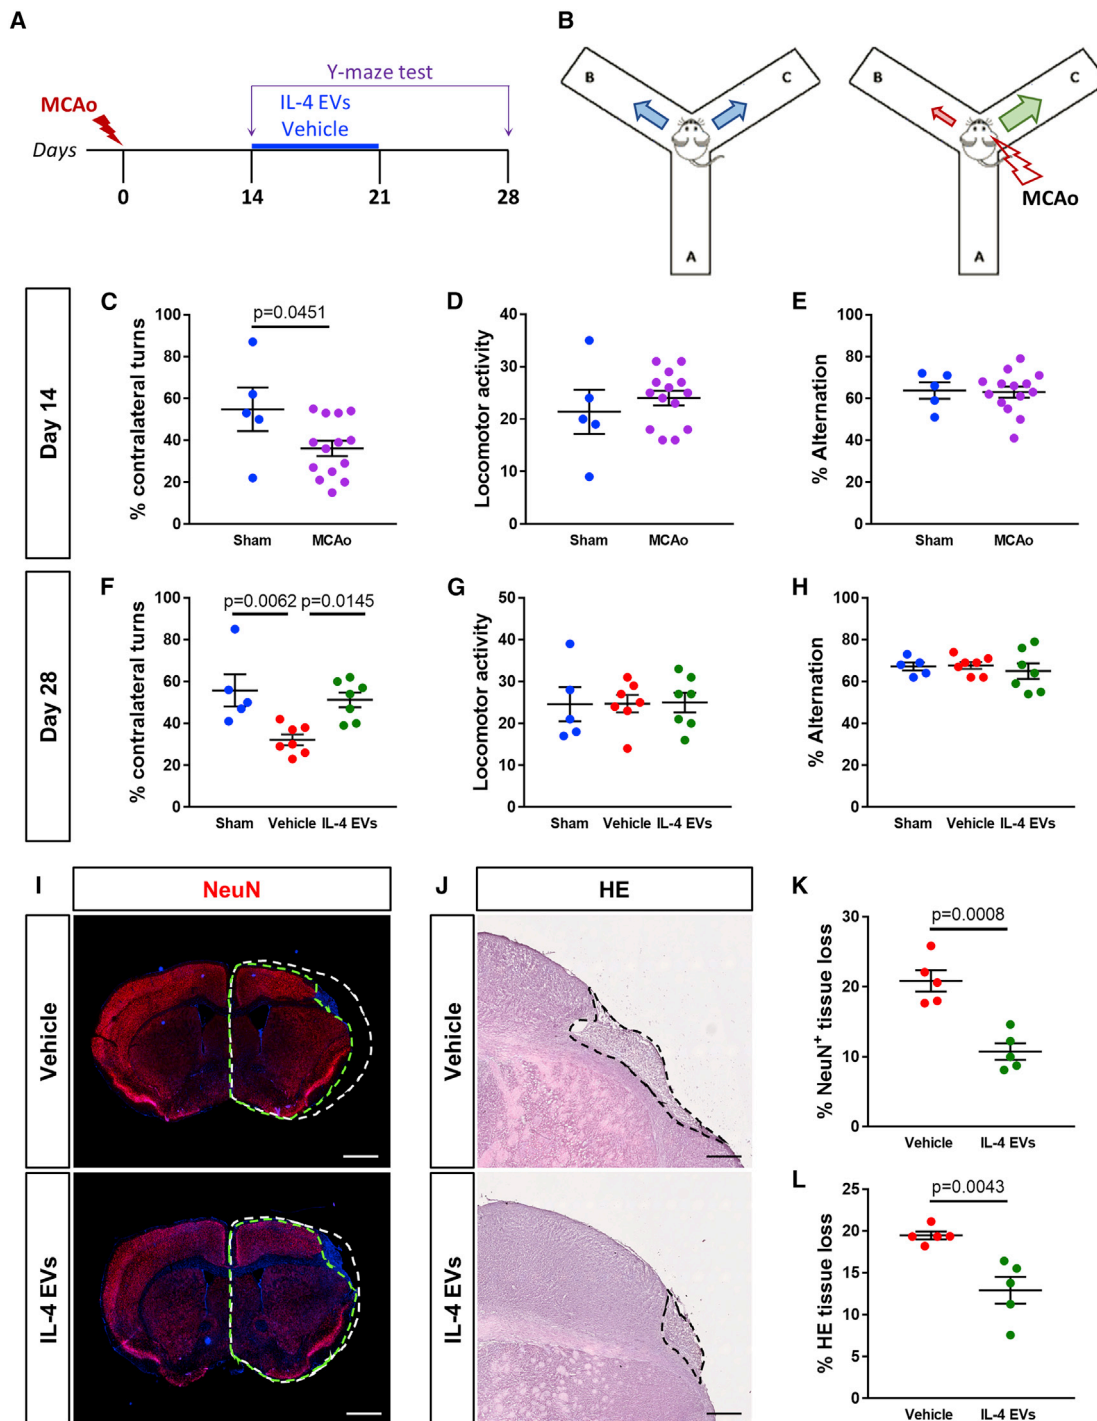 A
MCAo
Y-maze test
IL-4 EVs
Vehicle
Days
0 14 21 28
B
B C
A
B C
MCAo
A
Day 14
C
p=0.0451
% contralateral turns
100
80
60
40
20
0
Sham MCAo
D
Locomotor activity
40
30
20
10
0
Sham MCAo
E
% Alternation
100
80
60
40
20
0
Sham MCAo
Day 28
F
p=0.0062 p=0.0145
% contralateral turns
100
80
60
40
20
0
Sham Vehicle IL-4 EVs
G
Locomotor activity
50
40
30
20
10
0
Sham Vehicle IL-4 EVs
H
% Alternation
100
80
60
40
20
0
Sham Vehicle IL-4 EVs
I
NeuN
Vehicle
IL-4 EVs
J
HE
Vehicle
IL-4 EVs
K
p=0.0008
% NeuN⁺ tissue loss
30
20
10
0
Vehicle IL-4 EVs
L
p=0.0043
% HE tissue loss
25
20
15
10
5
0
Vehicle IL-4 EVs